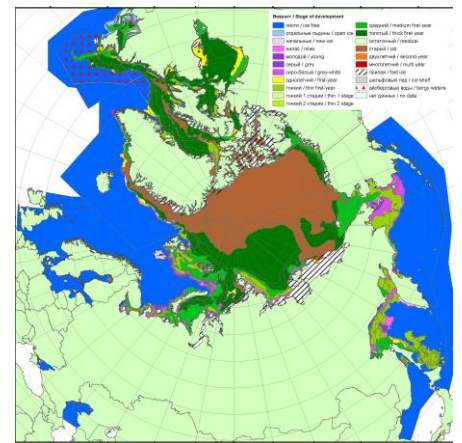 Возраст / Stage of development
чисто / ice free
отдельные льдины / open ice
начальные / new ice
нилас / nilas
молодой / young
серый / grey
серо-белый / grey-white
однолетний / first-year
тонкий / thin first-year
тонкий 1 стадии / thin 1 stage
тонкий 2 стадии / thin 2 stage
средний / medium first-year
толстый / thick first-year
остаточный / residual
старый / old
двухлетний / second-year
многолетний / multi-year
припай / fast ice
шельфовый лед / ice shelf
айсберговые воды / bergy waters
нет данных / no data